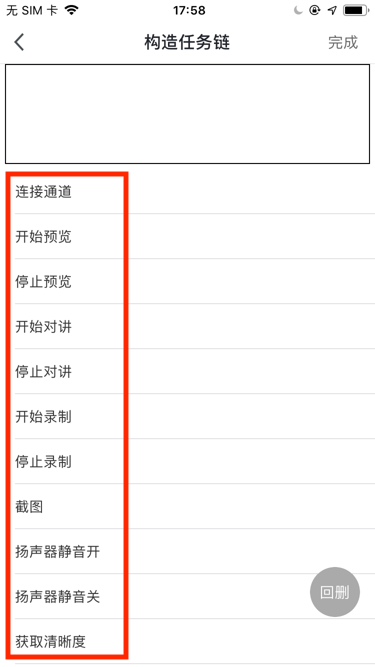 无 SIM 卡 17:58
构造任务链 完成
连接通道
开始预览
停止预览
开始对讲
停止对讲
开始录制
停止录制
截图
扬声器静音开
扬声器静音关
回删
获取清晰度